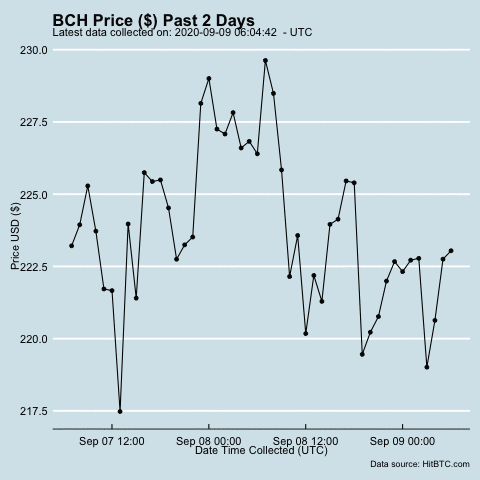 BCH Price ($) Past 2 Days
Latest data collected on: 2020-09-09 06:04:42 - UTC
230.0
227.5
225.0
222.5
220.0
217.5
Price USD ($)
Sep 07 12:00 Sep 08 00:00 Sep 08 12:00 Sep 09 00:00
Date Time Collected (UTC)
Data source: HitBTC.com